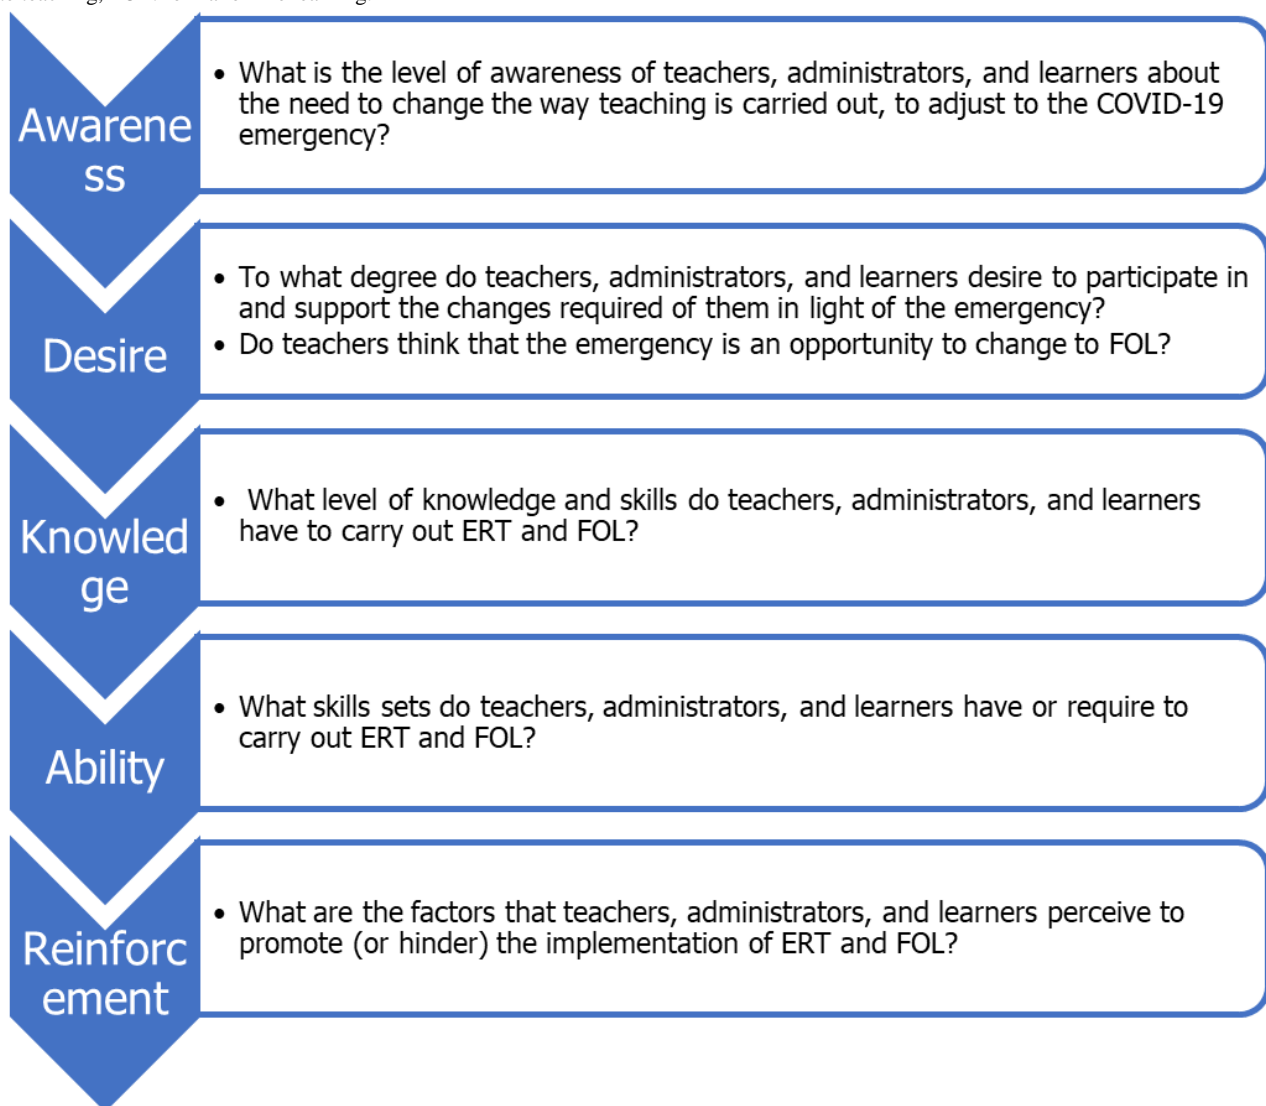 Awarene
ss
• What is the level of awareness of teachers, administrators, and learners about
the need to change the way teaching is carried out, to adjust to the COVID-19
emergency?
Desire
• To what degree do teachers, administrators, and learners desire to participate in
and support the changes required of them in light of the emergency?
• Do teachers think that the emergency is an opportunity to change to FOL?
Knowled
ge
• What level of knowledge and skills do teachers, administrators, and learners
have to carry out ERT and FOL?
Ability
• What skills sets do teachers, administrators, and learners have or require to
carry out ERT and FOL?
Reinforc
ement
• What are the factors that teachers, administrators, and learners perceive to
promote (or hinder) the implementation of ERT and FOL?